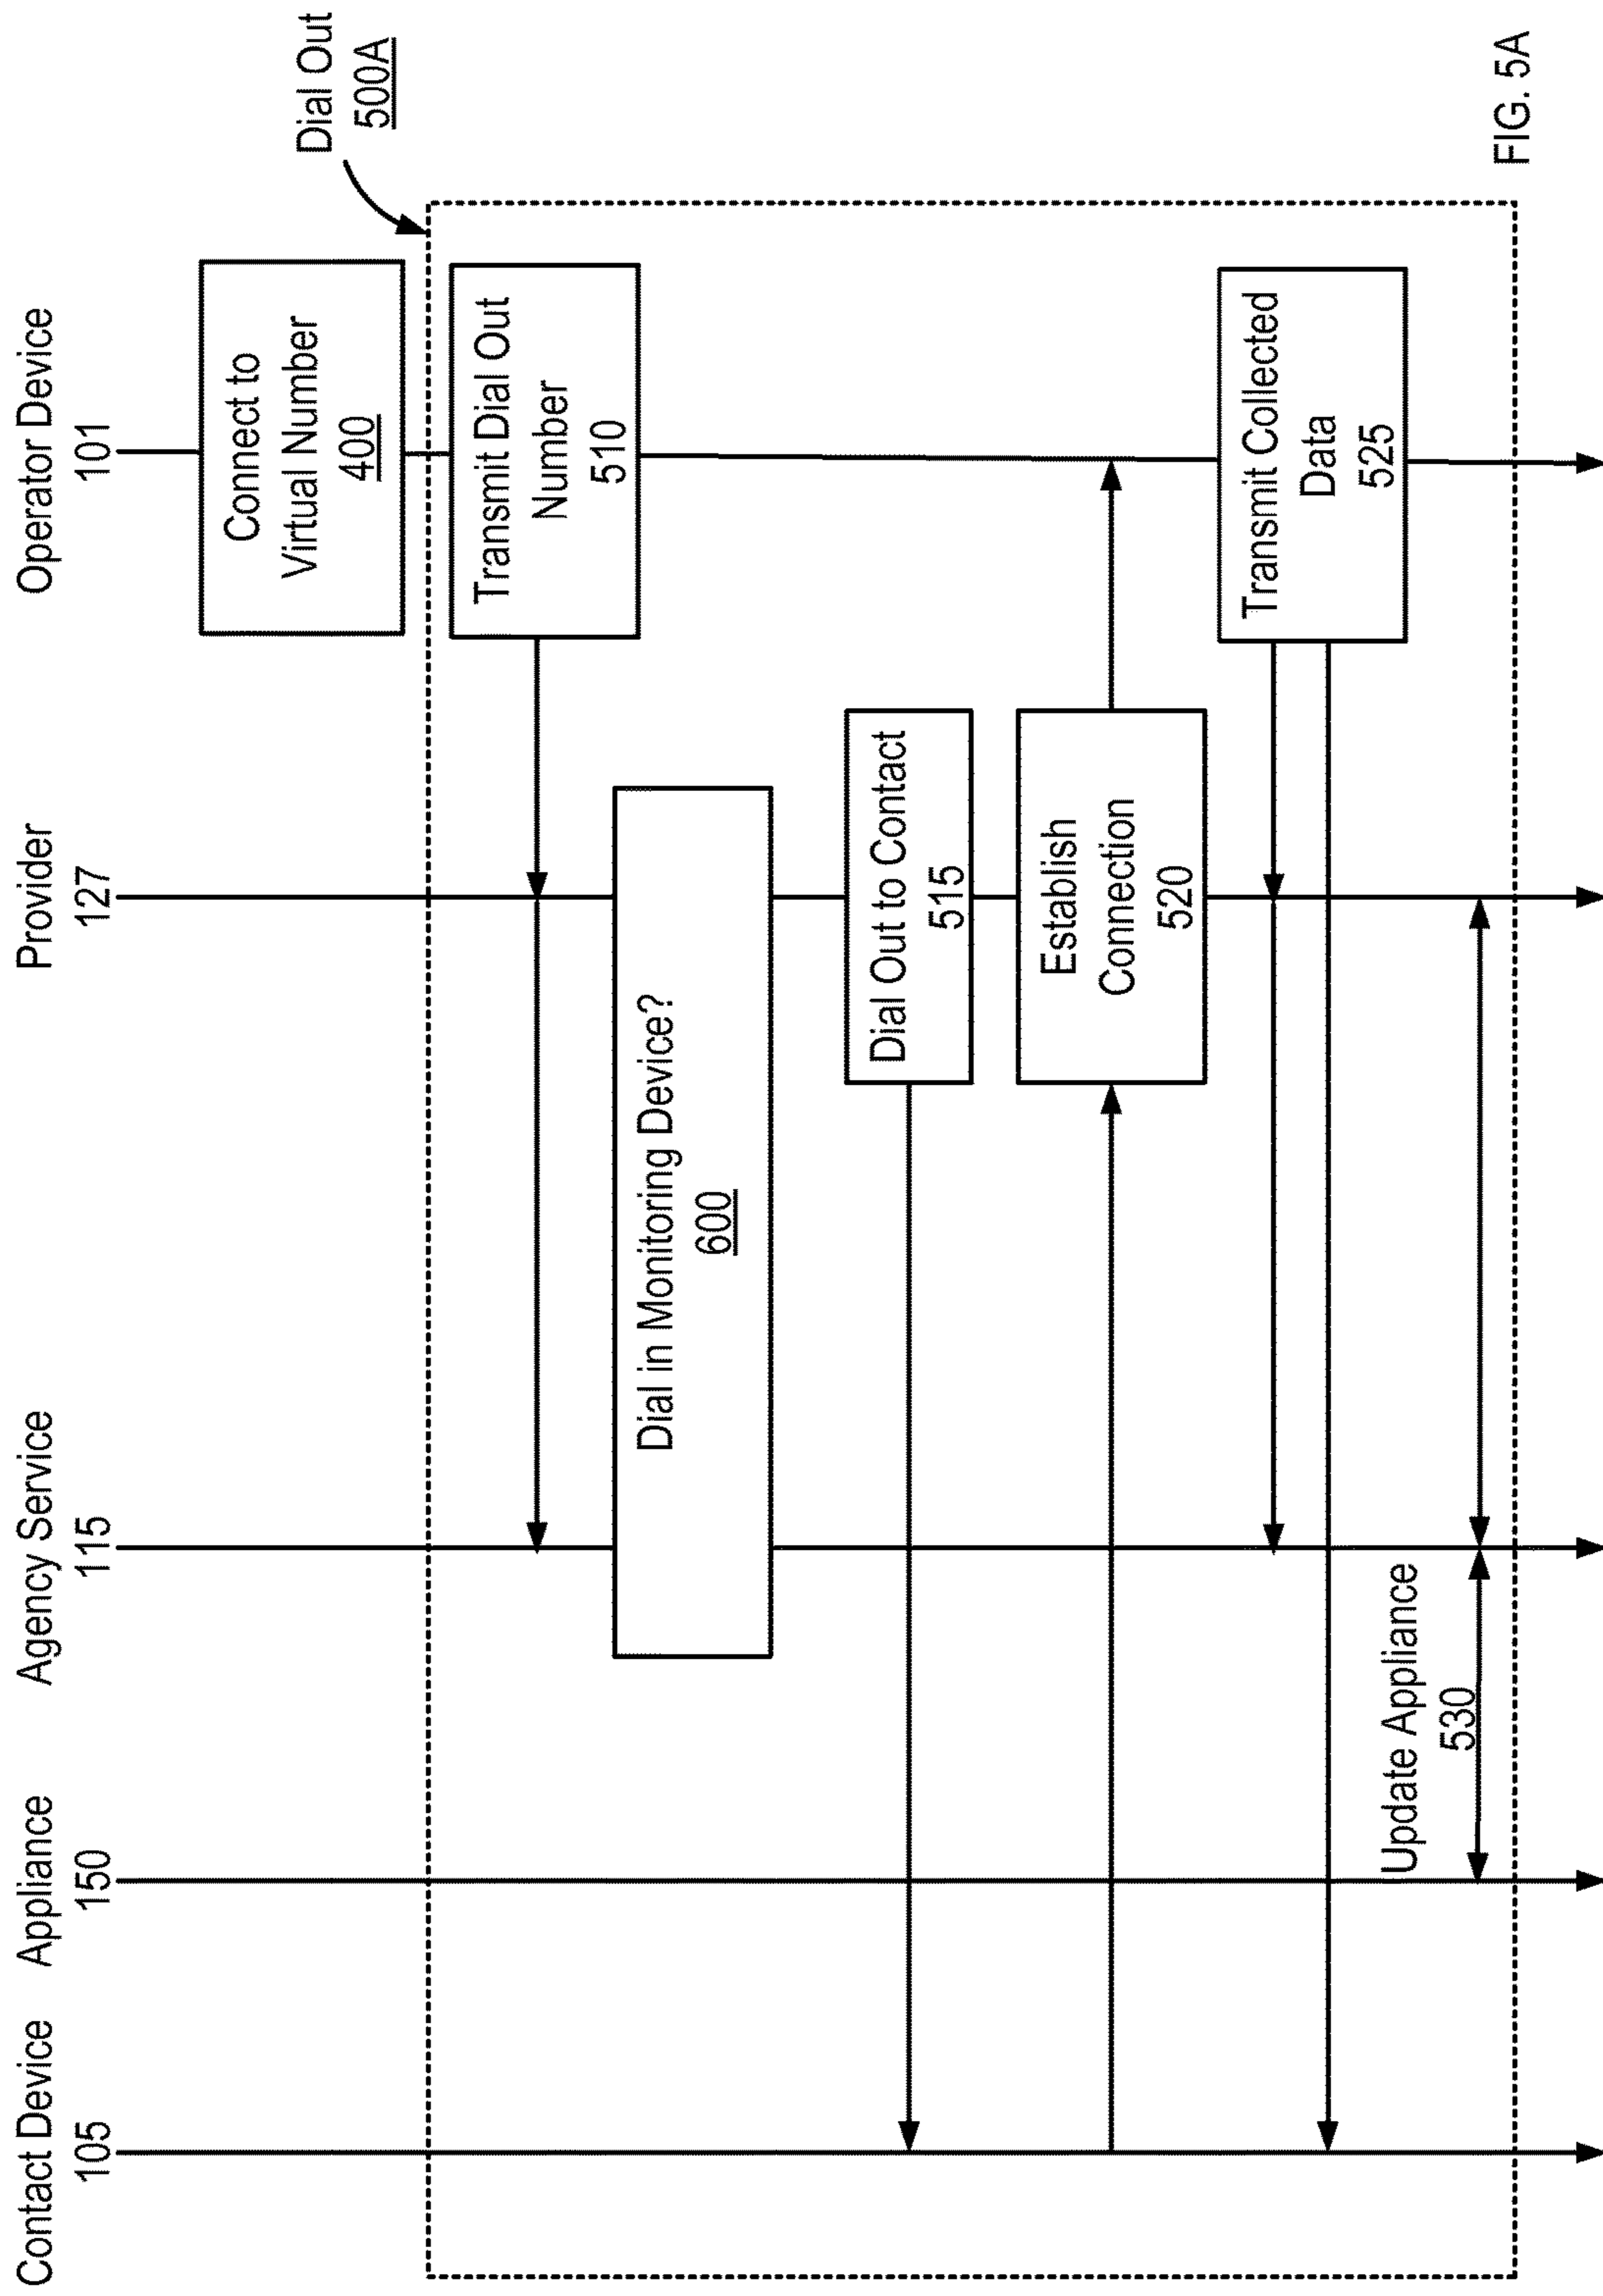 Contact Device
105
Appliance
150
Agency Service
115
Provider
127
Operator Device
101
Connect to
Virtual Number
400
Dial Out
500A
Transmit Dial Out
Number
510
Dial in Monitoring Device?
600
Dial Out to Contact
515
Establish
Connection
520
Transmit Collected
Data
525
Update Appliance
530
FIG. 5A